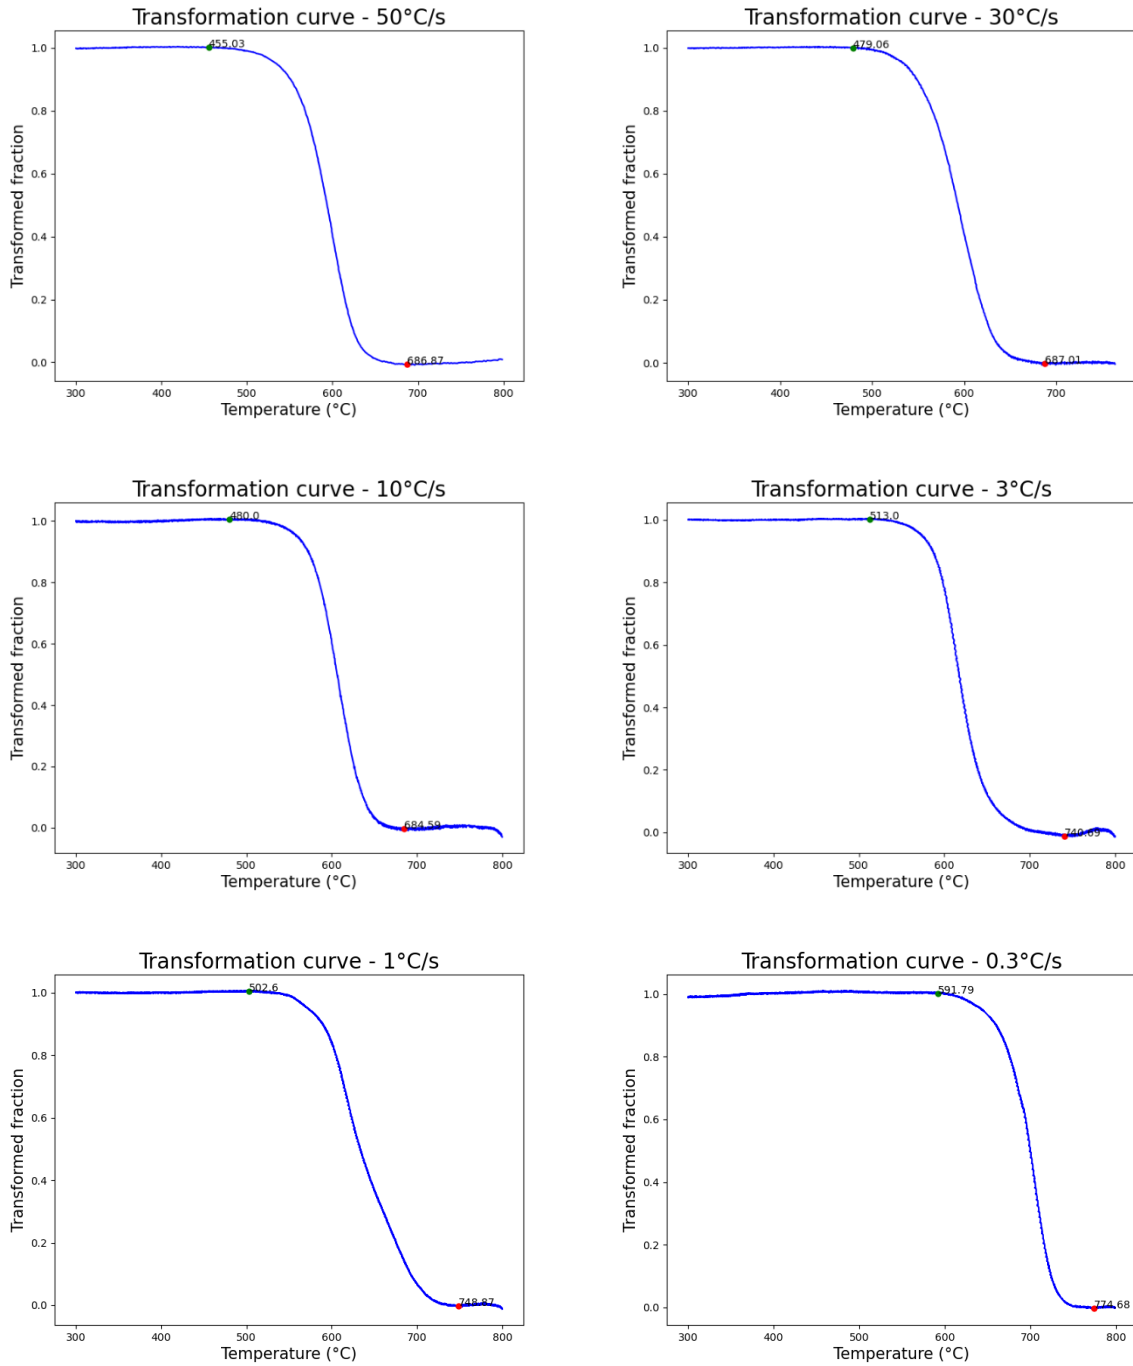 Transformation curve - 50°C/s
1.0
0.8
0.6
0.4
0.2
0.0
Transformed fraction
455.03
686.87
300 400 500 600 700 800
Temperature (°C)
Transformation curve - 30°C/s
1.0
0.8
0.6
0.4
0.2
0.0
Transformed fraction
479.06
687.01
300 400 500 600 700
Temperature (°C)
Transformation curve - 10°C/s
1.0
0.8
0.6
0.4
0.2
0.0
Transformed fraction
480.0
684.59
300 400 500 600 700 800
Temperature (°C)
Transformation curve - 3°C/s
1.0
0.8
0.6
0.4
0.2
0.0
Transformed fraction
513.0
740.69
300 400 500 600 700 800
Temperature (°C)
Transformation curve - 1°C/s
1.0
0.8
0.6
0.4
0.2
0.0
Transformed fraction
502.6
748.87
300 400 500 600 700 800
Temperature (°C)
Transformation curve - 0.3°C/s
1.0
0.8
0.6
0.4
0.2
0.0
Transformed fraction
591.79
774.68
300 400 500 600 700 800
Temperature (°C)